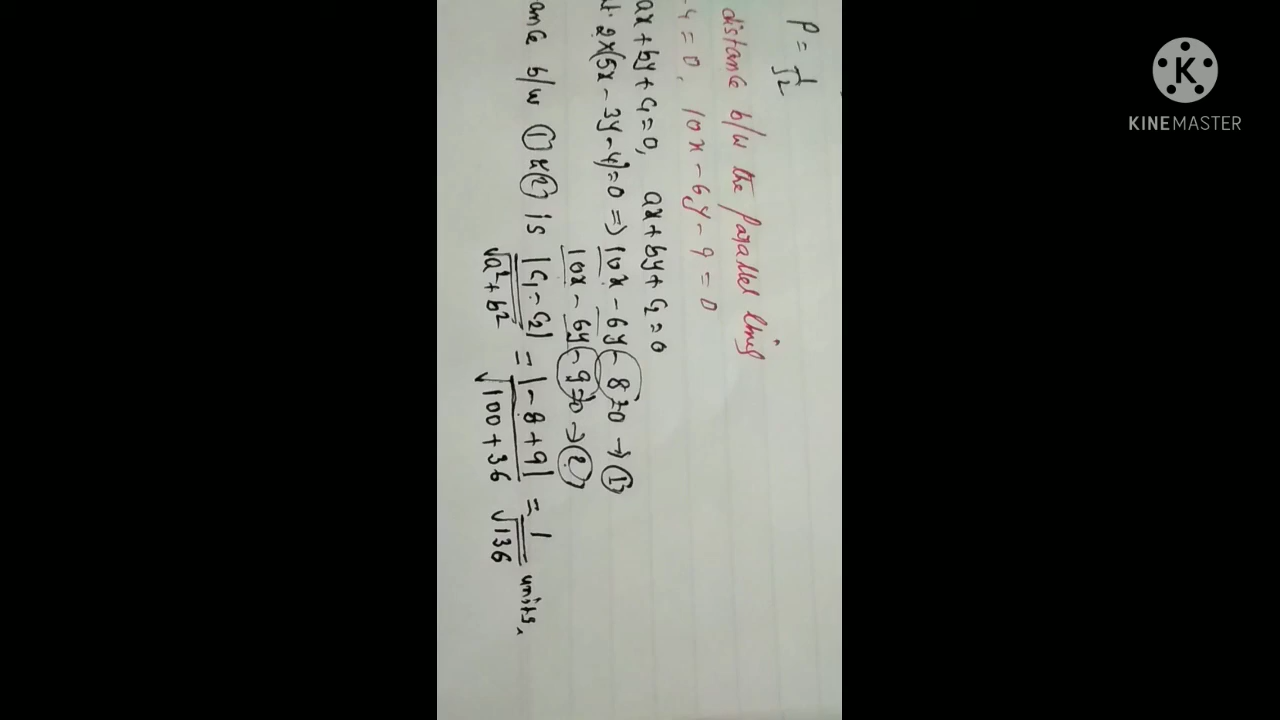 P = 1/√2
distance b/w the parallel lines
-4 = 0, 10x - 6y - 9 = 0
ax + by + c₁ = 0, ax + by + c₂ = 0
2×(5x - 3y - 4) = 0 ⇒ 10x - 6y - 8 = 0 → ①
10x - 6y - 9 = 0 → ②
ance b/w ① & ② is |c₁ - c₂| / √a² + b² = |-8 + 9| / √100 + 36 = 1/√136 units.
K
KINEMASTER